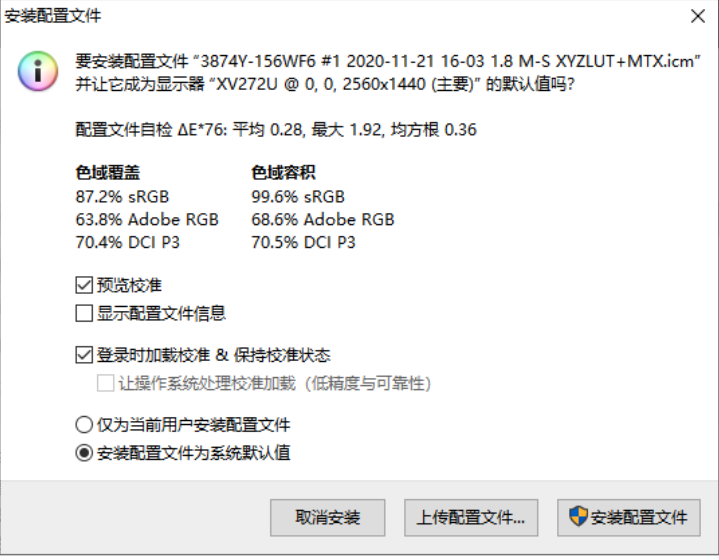 安装配置文件
要安装配置文件 “3874Y-156WF6 #1 2020-11-21 16-03 1.8 M-S XYZLUT+MTX.icm”
并让它成为显示器 “XV272U @ 0, 0, 2560x1440 (主要)” 的默认值吗?
配置文件自检 ΔE*76: 平均 0.28, 最大 1.92, 均方根 0.36
色域覆盖 色域容积
87.2% sRGB 99.6% sRGB
63.8% Adobe RGB 68.6% Adobe RGB
70.4% DCI P3 70.5% DCI P3
预览校准
显示配置文件信息
登录时加载校准 & 保持校准状态
让操作系统处理校准加载（低精度与可靠性）
仅为当前用户安装配置文件
安装配置文件为系统默认值
取消安装 上传配置文件... 安装配置文件